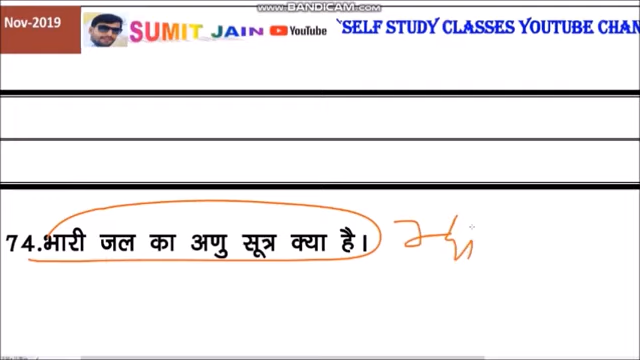 WWW.BANDICAM.COM
Nov-2019 SUMIT JAIN YouTube `SELF STUDY CLASSES YOUTUBE CHAN
74.भारी जल का अणु सूत्र क्या है।